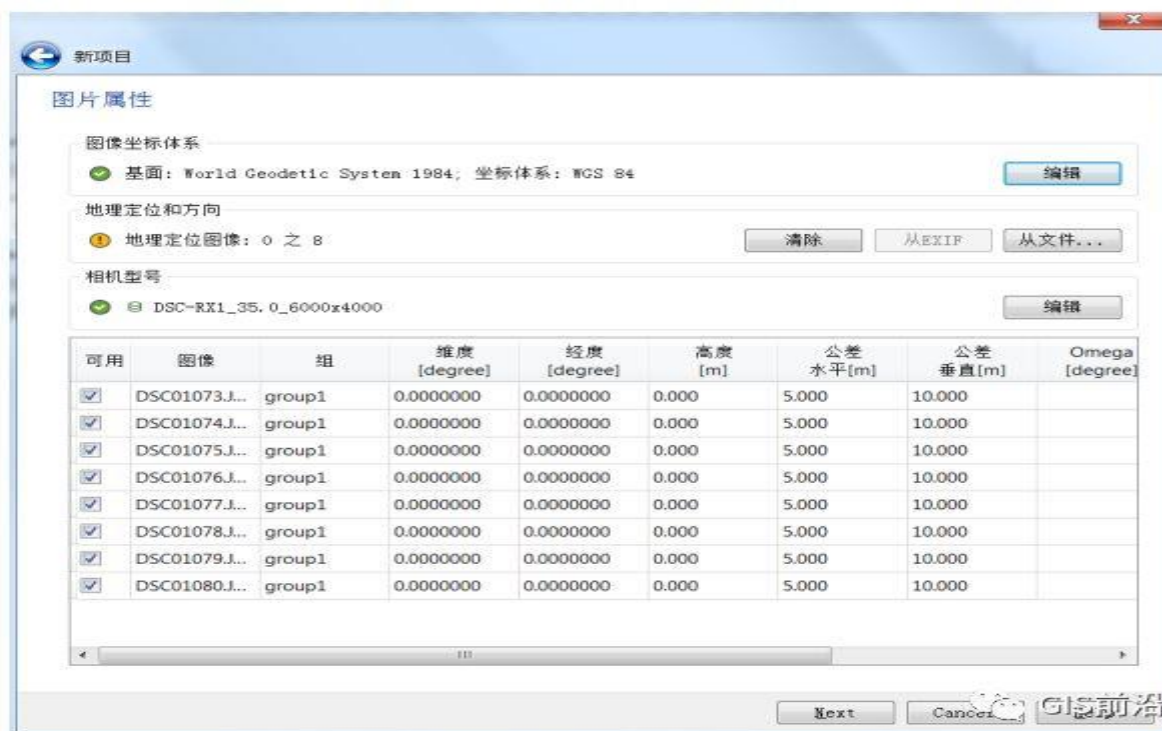 新项目
图片属性
图像坐标体系
基面: World Geodetic System 1984; 坐标体系: WGS 84
编辑
地理定位和方向
地理定位图像: 0 之 8
清除
从EXIF
从文件...
相机型号
DSC-RX1_35.0_6000x4000
编辑
可用 图像 组 维度 [degree] 经度 [degree] 高度 [m] 公差 水平[m] 公差 垂直[m] Omega [degree]
DSC01073.J... group1 0.0000000 0.0000000 0.000 5.000 10.000
DSC01074.J... group1 0.0000000 0.0000000 0.000 5.000 10.000
DSC01075.J... group1 0.0000000 0.0000000 0.000 5.000 10.000
DSC01076.J... group1 0.0000000 0.0000000 0.000 5.000 10.000
DSC01077.J... group1 0.0000000 0.0000000 0.000 5.000 10.000
DSC01078.J... group1 0.0000000 0.0000000 0.000 5.000 10.000
DSC01079.J... group1 0.0000000 0.0000000 0.000 5.000 10.000
DSC01080.J... group1 0.0000000 0.0000000 0.000 5.000 10.000
Next
GIS前沿